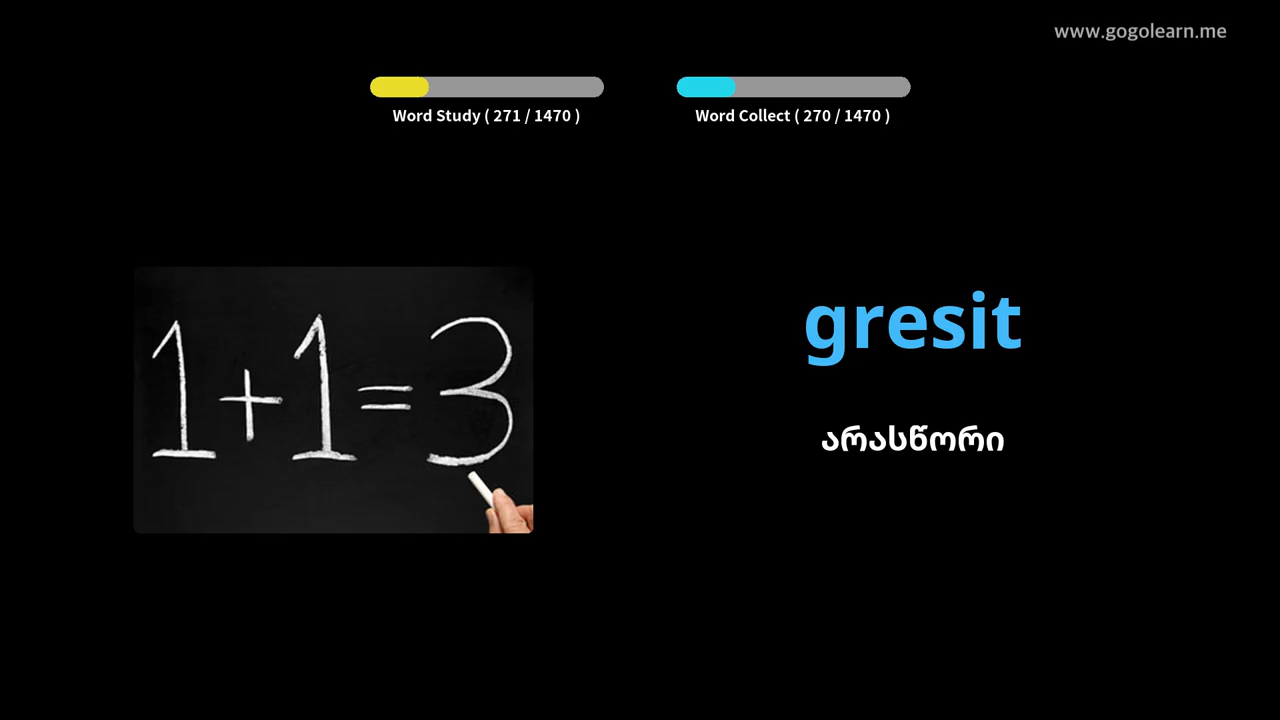 www.gogolearn.me
Word Study ( 271 / 1470 )
Word Collect ( 270 / 1470 )
1+1=3
gresit
არასწორი